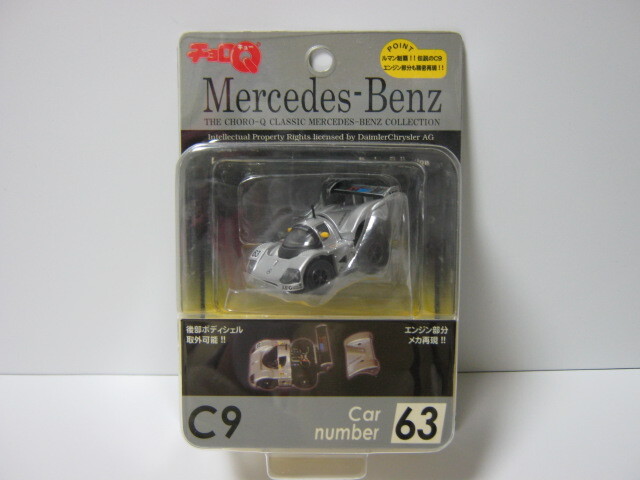 チョロQ
POINT
ルマン制覇!!伝説のC9
エンジン部分も精密再現!!
Mercedes-Benz
THE CHORO-Q CLASSIC MERCEDES-BENZ COLLECTION
Intellectual Property Rights licensed by DaimlerChrysler AG
後部ボディシェル
取外可能!!
エンジン部分
メカ再現!!
C9
Car
number
63